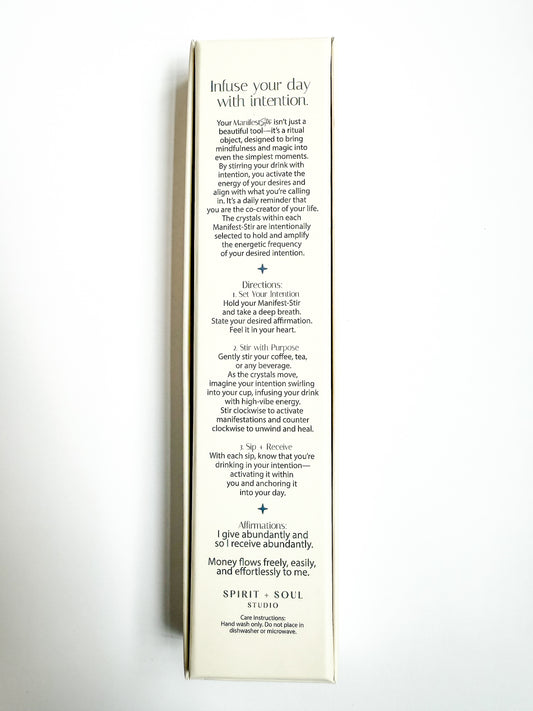 Infuse your day
with intention.
Your ManifestStir isn't just a
beautiful tool—it's a ritual
object, designed to bring
mindfulness and magic into
even the simplest moments.
By stirring your drink with
intention, you activate the
energy of your desires and
align with what you're calling
in. It's a daily reminder that
you are the co-creator of your life.
The crystals within each
Manifest-Stir are intentionally
selected to hold and amplify
the energetic frequency
of your desired intention.
Directions:
1. Set Your Intention
Hold your Manifest-Stir
and take a deep breath.
State your desired affirmation.
Feel it in your heart.
2. Stir with Purpose
Gently stir your coffee, tea,
or any beverage.
As the crystals move,
imagine your intention swirling
into your cup, infusing your drink
with high-vibe energy.
Stir clockwise to activate
manifestations and counter
clockwise to unwind and heal.
3. Sip + Receive
With each sip, know that you're
drinking in your intention—
activating it within
you and anchoring it
into your day.
Affirmations:
I give abundantly and
so I receive abundantly.
Money flows freely, easily,
and effortlessly to me.
SPIRIT + SOUL
STUDIO
Care Instructions:
Hand wash only. Do not place in
dishwasher or microwave.